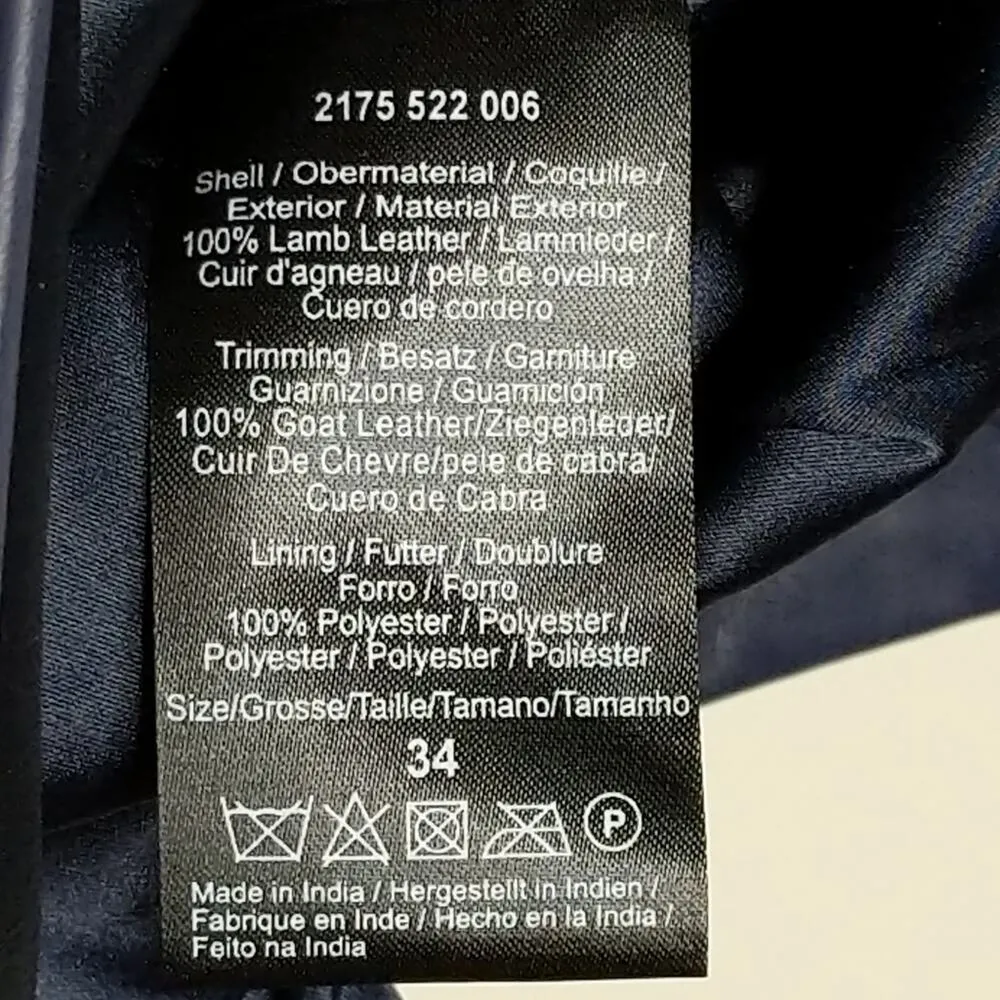 2175 522 006
Shell / Obermaterial / Coquille /
Exterior / Material Exterior
100% Lamb Leather / Lammleder /
Cuir d'agneau / pele de ovelha /
Cuero de cordero
Trimming / Besatz / Garniture
Guarnizione / Guarnición
100% Goat Leather/Ziegenleder/
Cuir De Chevre/pele de cabra/
Cuero de Cabra
Lining / Futter / Doublure
Forro / Forro
100% Polyester / Polyester /
Polyester / Polyester / Poliéster
Size/Grosse/Taille/Tamano/Tamanho
34
P
Made in India / Hergestellt in Indien /
Fabrique en Inde / Hecho en la India /
Feito na India